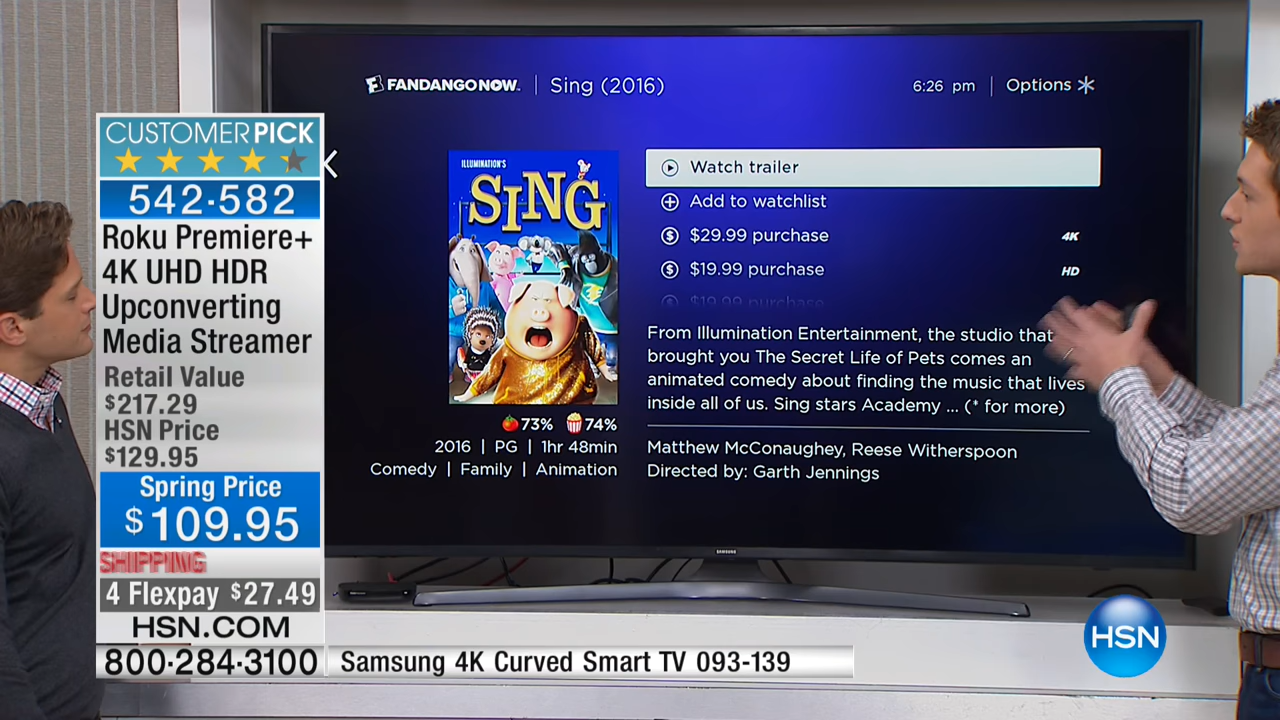 CUSTOMER PICK
542-582
Roku Premiere+
4K UHD HDR
Upconverting
Media Streamer
Retail Value
$217.29
HSN Price
$129.95
Spring Price
$109.95
SHIPPING
4 Flexpay $27.49
HSN.COM
800·284·3100
Samsung 4K Curved Smart TV 093-139
FANDANGONOW | Sing (2016)
6:26 pm | Options
ILLUMINATION'S
SING
73% 74%
2016 | PG | 1hr 48min
Comedy | Family | Animation
Watch trailer
Add to watchlist
$29.99 purchase 4K
$19.99 purchase HD
$19.99 purchase
From Illumination Entertainment, the studio that
brought you The Secret Life of Pets comes an
animated comedy about finding the music that lives
inside all of us. Sing stars Academy ... (* for more)
Matthew McConaughey, Reese Witherspoon
Directed by: Garth Jennings
SAMSUNG
HSN